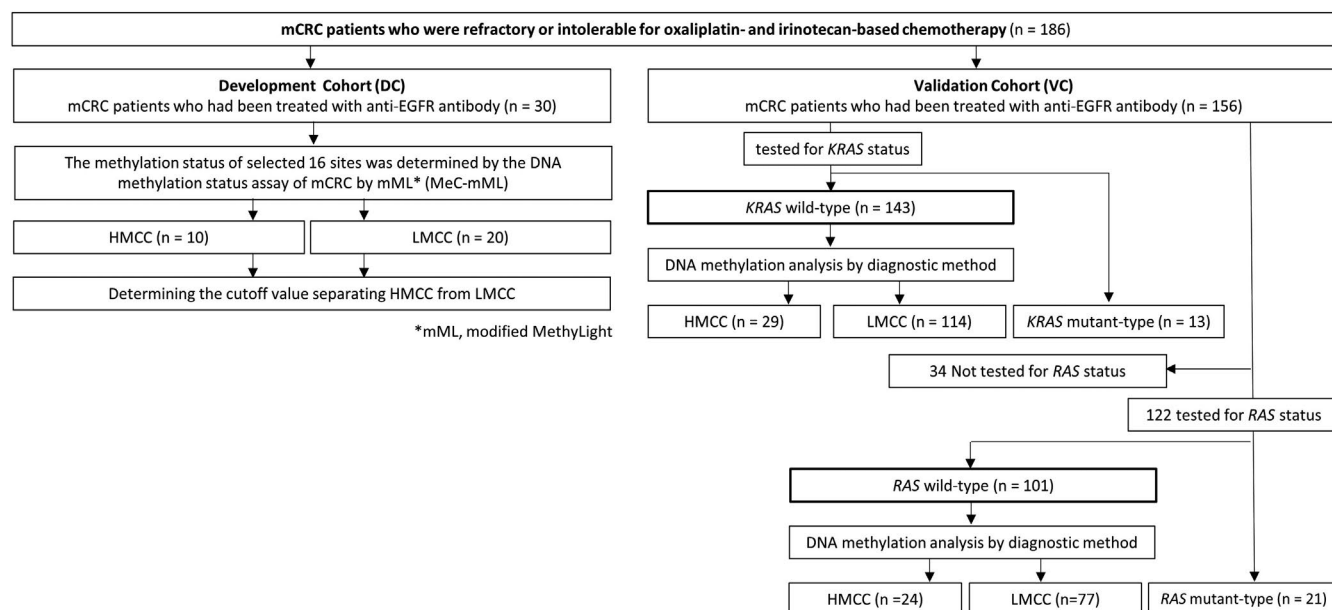 mCRC patients who were refractory or intolerable for oxaliplatin- and irinotecan-based chemotherapy (n = 186)
Development Cohort (DC)
mCRC patients who had been treated with anti-EGFR antibody (n = 30)
The methylation status of selected 16 sites was determined by the DNA
methylation status assay of mCRC by mML* (MeC-mML)
HMCC (n = 10)
LMCC (n = 20)
Determining the cutoff value separating HMCC from LMCC
*mML, modified MethyLight
Validation Cohort (VC)
mCRC patients who had been treated with anti-EGFR antibody (n = 156)
tested for KRAS status
KRAS wild-type (n = 143)
DNA methylation analysis by diagnostic method
HMCC (n = 29)
LMCC (n = 114)
KRAS mutant-type (n = 13)
34 Not tested for RAS status
122 tested for RAS status
RAS wild-type (n = 101)
DNA methylation analysis by diagnostic method
HMCC (n =24)
LMCC (n=77)
RAS mutant-type (n = 21)